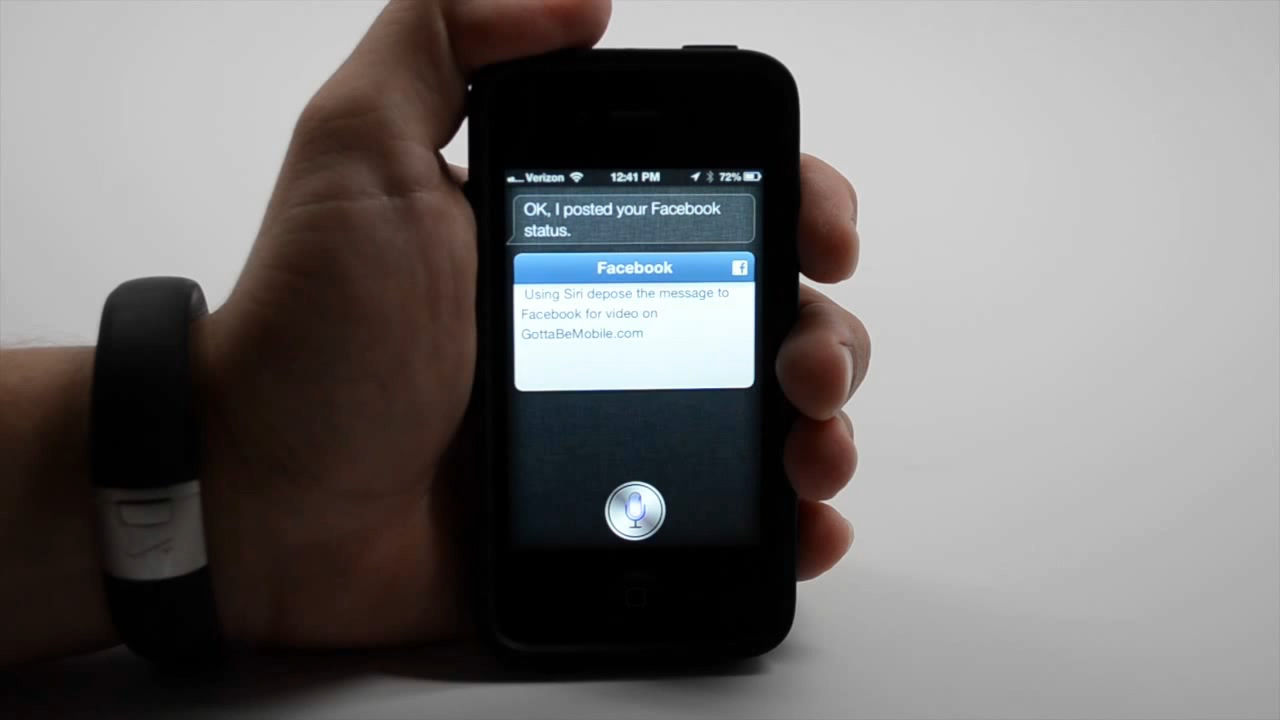 Verizon 12:41 PM 72%
OK, I posted your Facebook
status.
Facebook f
Using Siri depose the message to
Facebook for video on
GottaBeMobile.com